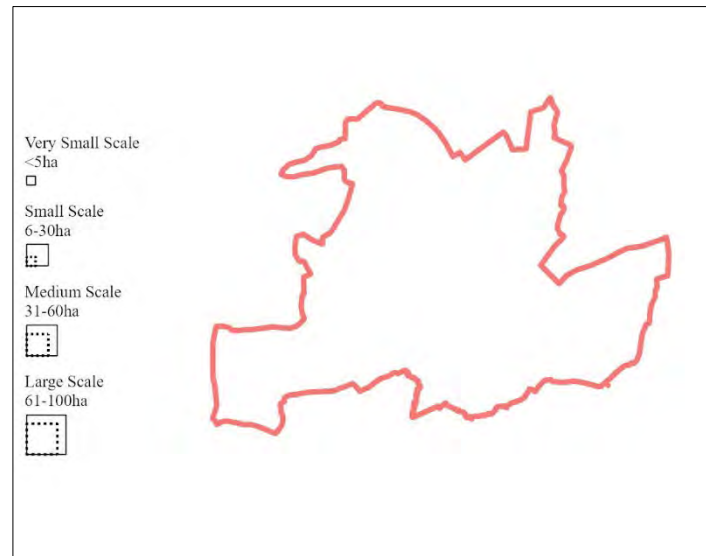 Very Small Scale
<5ha
Small Scale
6-30ha
Medium Scale
31-60ha
Large Scale
61-100ha